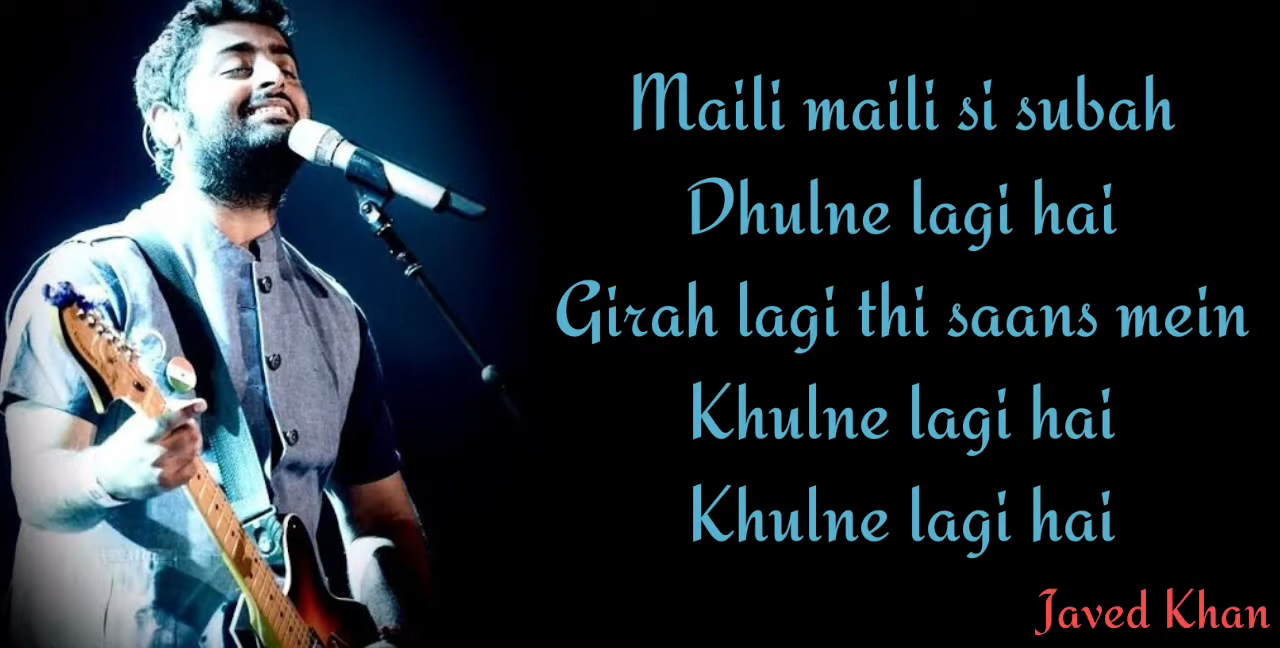 Maili maili si subah
Dhulne lagi hai
Girah lagi thi saans mein
Khulne lagi hai
Khulne lagi hai
Javed Khan